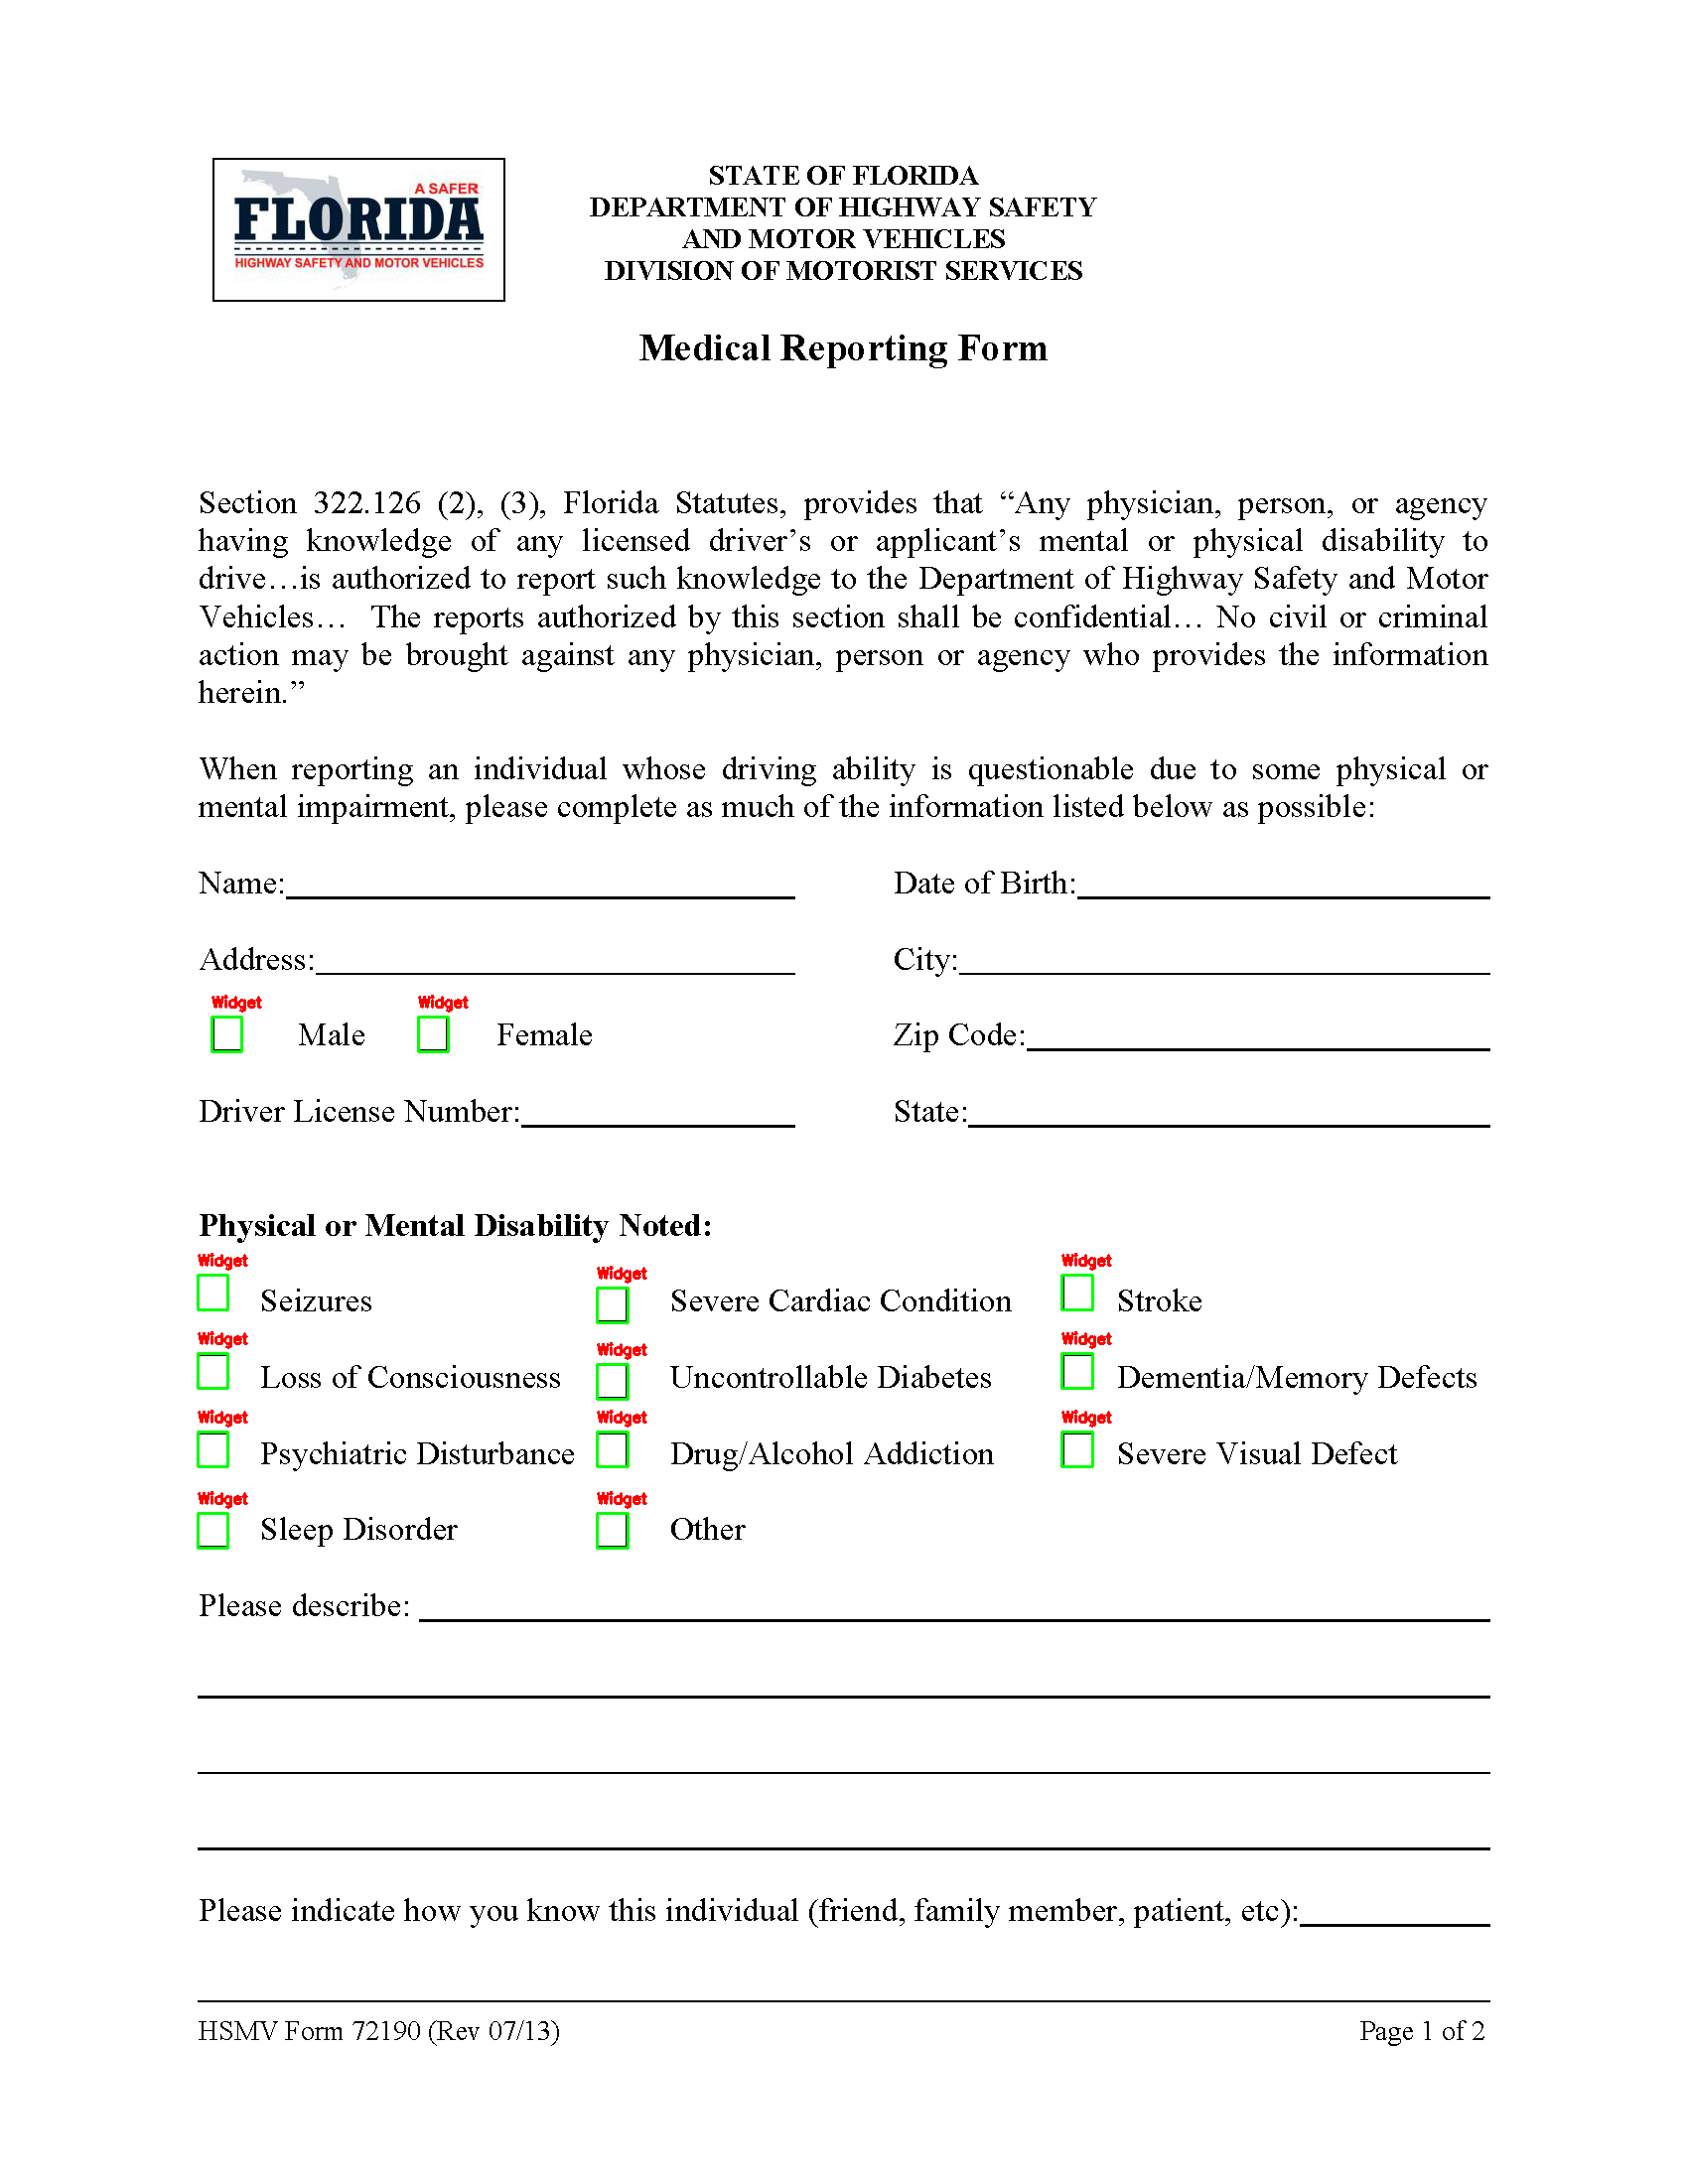 A SAFER
FLORIDA
HIGHWAY SAFETY AND MOTOR VEHICLES
STATE OF FLORIDA
DEPARTMENT OF HIGHWAY SAFETY
AND MOTOR VEHICLES
DIVISION OF MOTORIST SERVICES
Medical Reporting Form
Section 322.126 (2), (3), Florida Statutes, provides that “Any physician, person, or agency
having knowledge of any licensed driver’s or applicant’s mental or physical disability to
drive…is authorized to report such knowledge to the Department of Highway Safety and Motor
Vehicles… The reports authorized by this section shall be confidential… No civil or criminal
action may be brought against any physician, person or agency who provides the information
herein.”
When reporting an individual whose driving ability is questionable due to some physical or
mental impairment, please complete as much of the information listed below as possible:
Name: Date of Birth:
Address: City:
Widget Widget
Male Female Zip Code:
Driver License Number: State:
Physical or Mental Disability Noted:
Widget Widget Widget
Seizures Severe Cardiac Condition Stroke
Widget Widget Widget
Loss of Consciousness Uncontrollable Diabetes Dementia/Memory Defects
Widget Widget Widget
Psychiatric Disturbance Drug/Alcohol Addiction Severe Visual Defect
Widget Widget
Sleep Disorder Other
Please describe:
Please indicate how you know this individual (friend, family member, patient, etc):
HSMV Form 72190 (Rev 07/13) Page 1 of 2